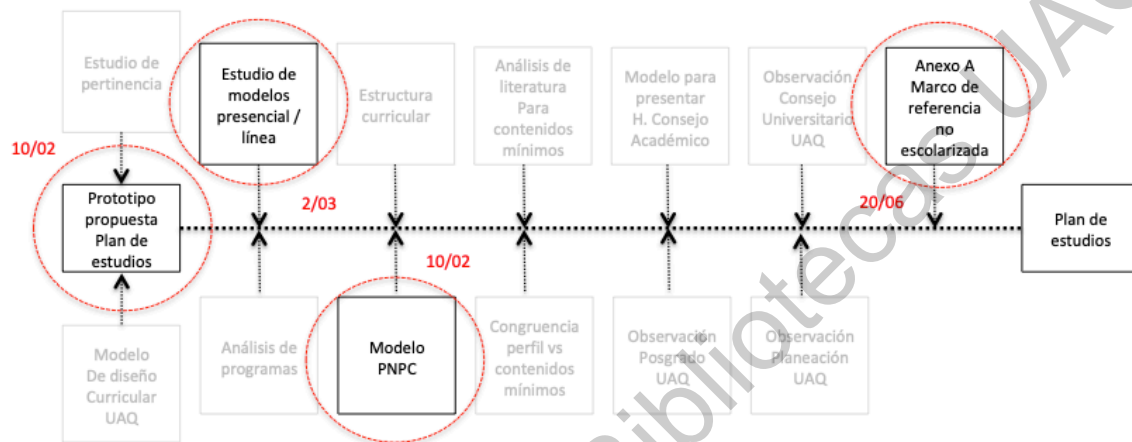 Estudio de
pertinencia
Estudio de
modelos
presencial /
línea
Estructura
curricular
Análisis de
literatura
Para
contenidos
mínimos
Modelo para
presentar
H. Consejo
Académico
Observación
Consejo
Universitario
UAQ
Anexo A
Marco de
referencia
no
escolarizada
10/02
Prototipo
propuesta
Plan de
estudios
2/03
10/02
20/06
Plan de
estudios
Modelo
De diseño
Curricular
UAQ
Análisis de
programas
Modelo
PNPC
Congruencia
perfil vs
contenidos
mínimos
Observación
Posgrado
UAQ
Observación
Planeación
UAQ
Bibliotecas UAQ